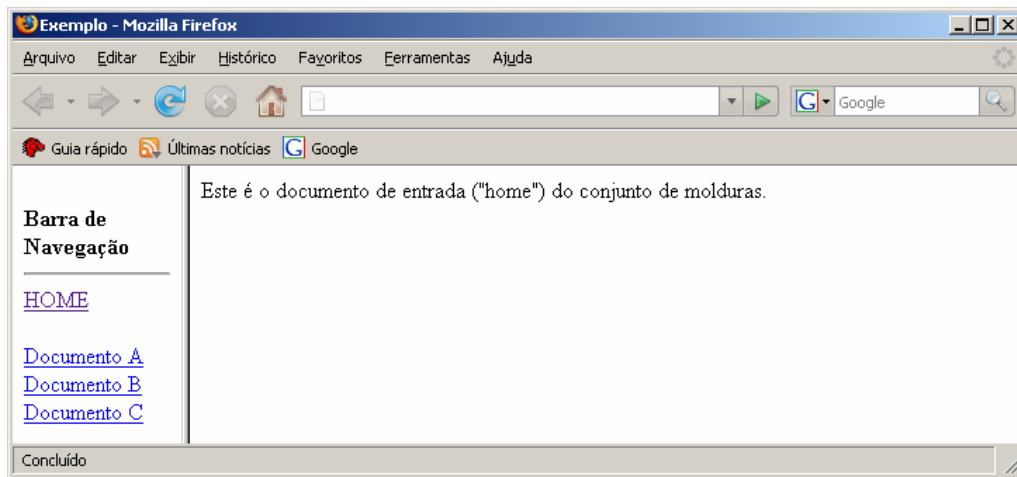 Exemplo - Mozilla Firefox
Arquivo Editar Exibir Histórico Favoritos Ferramentas Ajuda
G Google
Guia rápido Últimas notícias G Google
Este é o documento de entrada ("home") do conjunto de molduras.
Barra de
Navegação
HOME
Documento A
Documento B
Documento C
Concluído